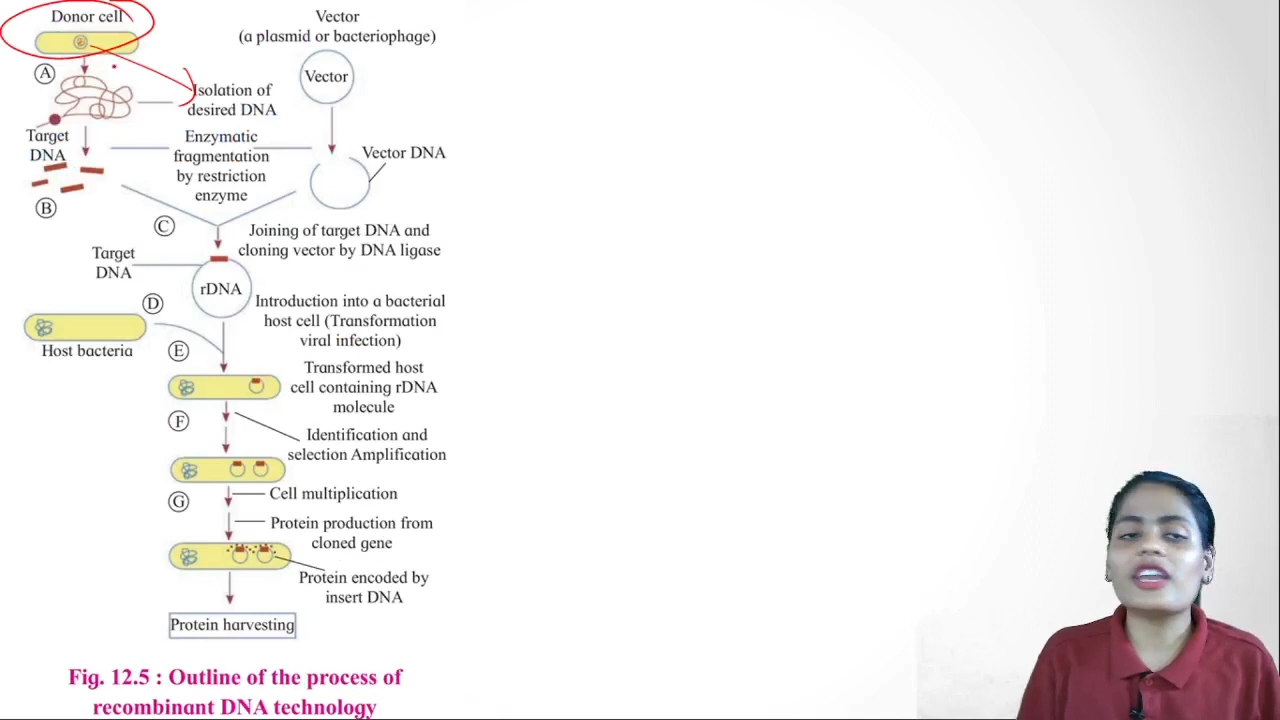 Donor cell
Vector
(a plasmid or bacteriophage)
A
Vector
Isolation of
desired DNA
Target
DNA
Enzymatic
fragmentation
by restriction
enzyme
Vector DNA
B
C
Joining of target DNA and
cloning vector by DNA ligase
Target
DNA
rDNA
D
Introduction into a bacterial
host cell (Transformation
viral infection)
Host bacteria
E
Transformed host
cell containing rDNA
molecule
F
Identification and
selection Amplification
G
Cell multiplication
Protein production from
cloned gene
Protein encoded by
insert DNA
Protein harvesting
Fig. 12.5 : Outline of the process of
recombinant DNA technology